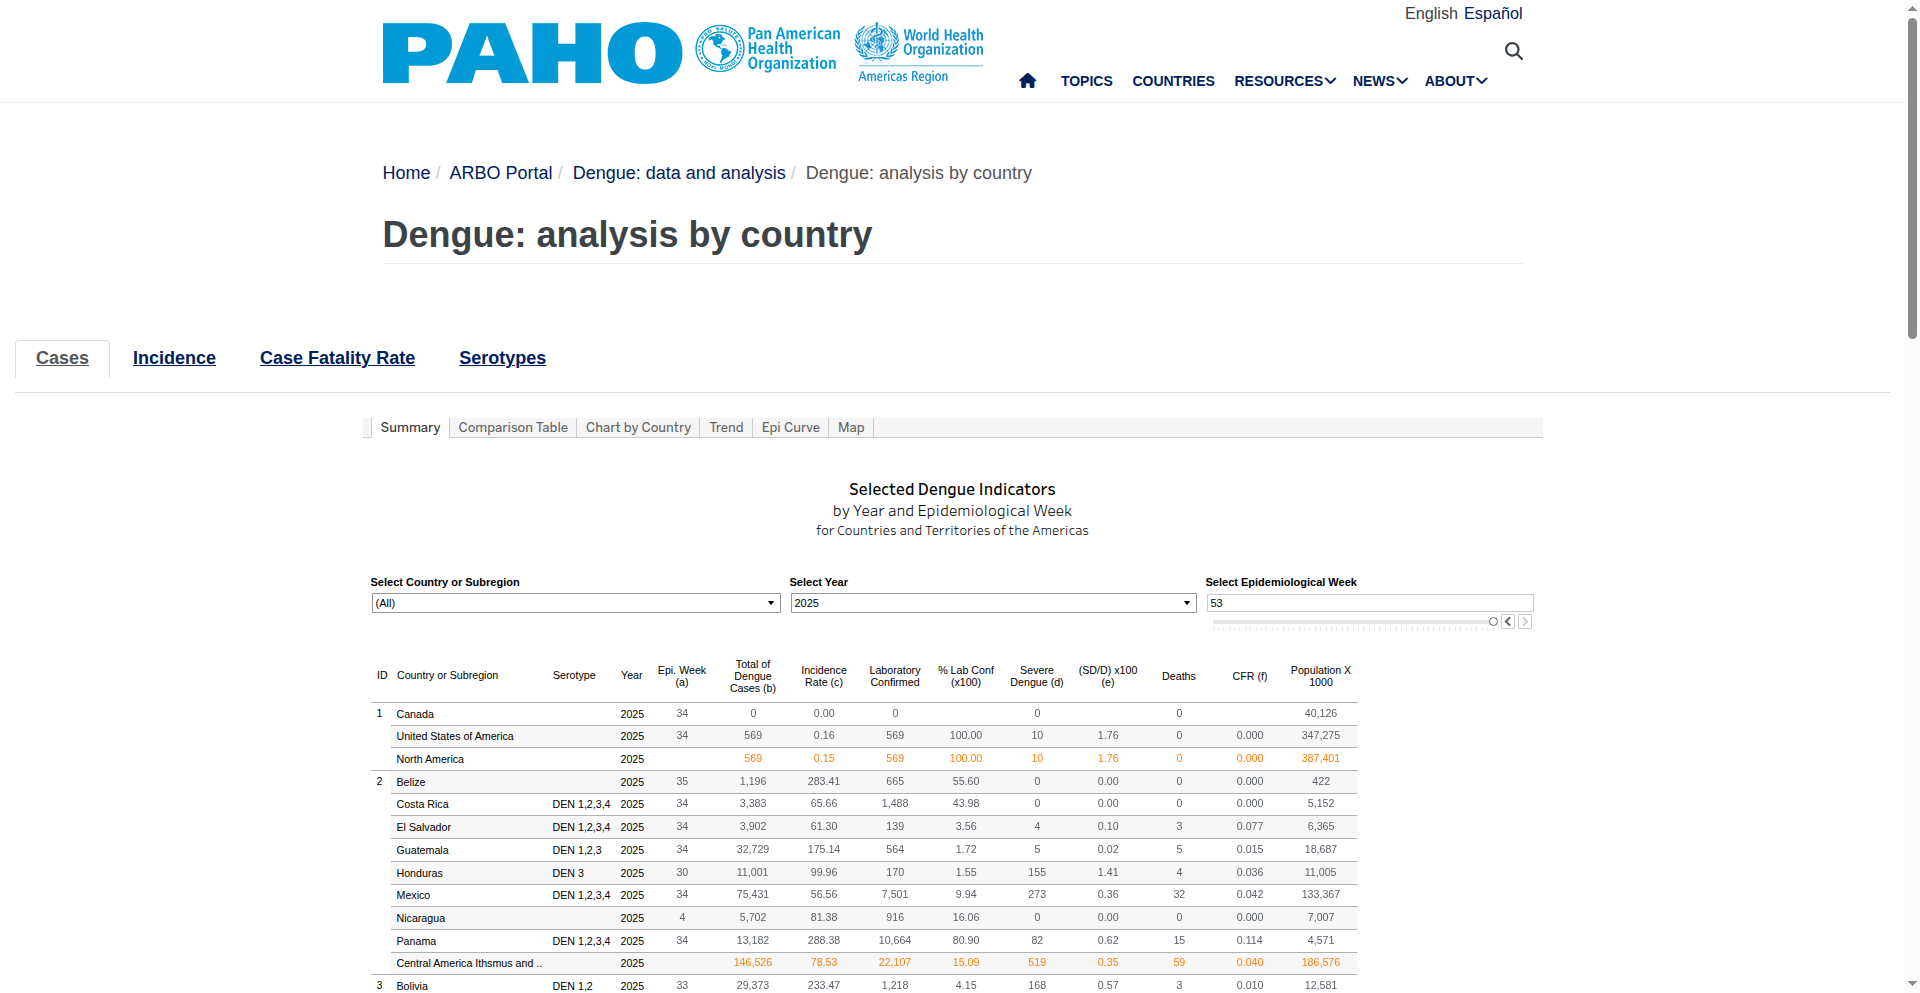 English Español
PAHO
Pan American
Health
Organization
World Health
Organization
Americas Region
TOPICS COUNTRIES RESOURCES NEWS ABOUT
Home / ARBO Portal / Dengue: data and analysis / Dengue: analysis by country
Dengue: analysis by country
Cases Incidence Case Fatality Rate Serotypes
Summary Comparison Table Chart by Country Trend Epi Curve Map
Selected Dengue Indicators
by Year and Epidemiological Week
for Countries and Territories of the Americas
Select Country or Subregion Select Year Select Epidemiological Week
(All) 2025 53
ID Country or Subregion Serotype Year Epi. Week (a) Total of Dengue Cases (b) Incidence Rate (c) Laboratory Confirmed % Lab Conf (x100) Severe Dengue (d) (SD/D) x100 (e) Deaths CFR (f) Population X 1000
1 Canada 2025 34 0 0.00 0 0 0 40,126
United States of America 2025 34 569 0.16 569 100.00 10 1.76 0 0.000 347,275
North America 2025 569 0.15 569 100.00 10 1.76 0 0.000 387,401
2 Belize 2025 35 1,196 283.41 665 55.60 0 0.00 0 0.000 422
Costa Rica DEN 1,2,3,4 2025 34 3,383 65.66 1,488 43.98 0 0.00 0 0.000 5,152
El Salvador DEN 1,2,3,4 2025 34 3,902 61.30 139 3.56 4 0.10 3 0.077 6,365
Guatemala DEN 1,2,3 2025 34 32,729 175.14 564 1.72 5 0.02 5 0.015 18,687
Honduras DEN 3 2025 30 11,001 99.96 170 1.55 155 1.41 4 0.036 11,005
Mexico DEN 1,2,3,4 2025 34 75,431 56.56 7,501 9.94 273 0.36 32 0.042 133,367
Nicaragua 2025 4 5,702 81.38 916 16.06 0 0.00 0 0.000 7,007
Panama DEN 1,2,3,4 2025 34 13,182 288.38 10,664 80.90 82 0.62 15 0.114 4,571
Central America Ithsmus and .. 2025 146,526 78.53 22,107 15.09 519 0.35 59 0.040 186,576
3 Bolivia DEN 1,2 2025 33 29,373 233.47 1,218 4.15 168 0.57 3 0.010 12,581